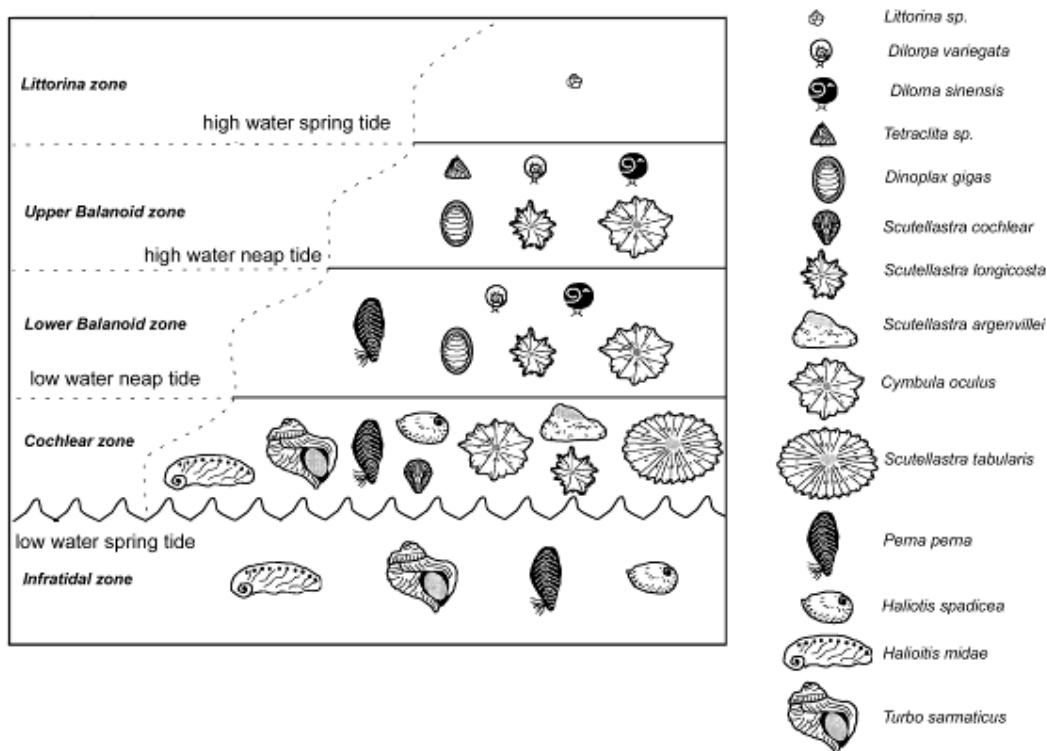 Littorina zone
high water spring tide
Upper Balanoid zone
high water neap tide
Lower Balanoid zone
low water neap tide
Cochlear zone
low water spring tide
Infratidal zone
Littorina sp.
Diloma variegata
Diloma sinensis
Tetraclita sp.
Dinoplax gigas
Scutellastra cochlear
Scutellastra longicosta
Scutellastra argenvillei
Cymbula oculus
Scutellastra tabularis
Perna perna
Haliotis spadicea
Halioitis midae
Turbo sarmaticus